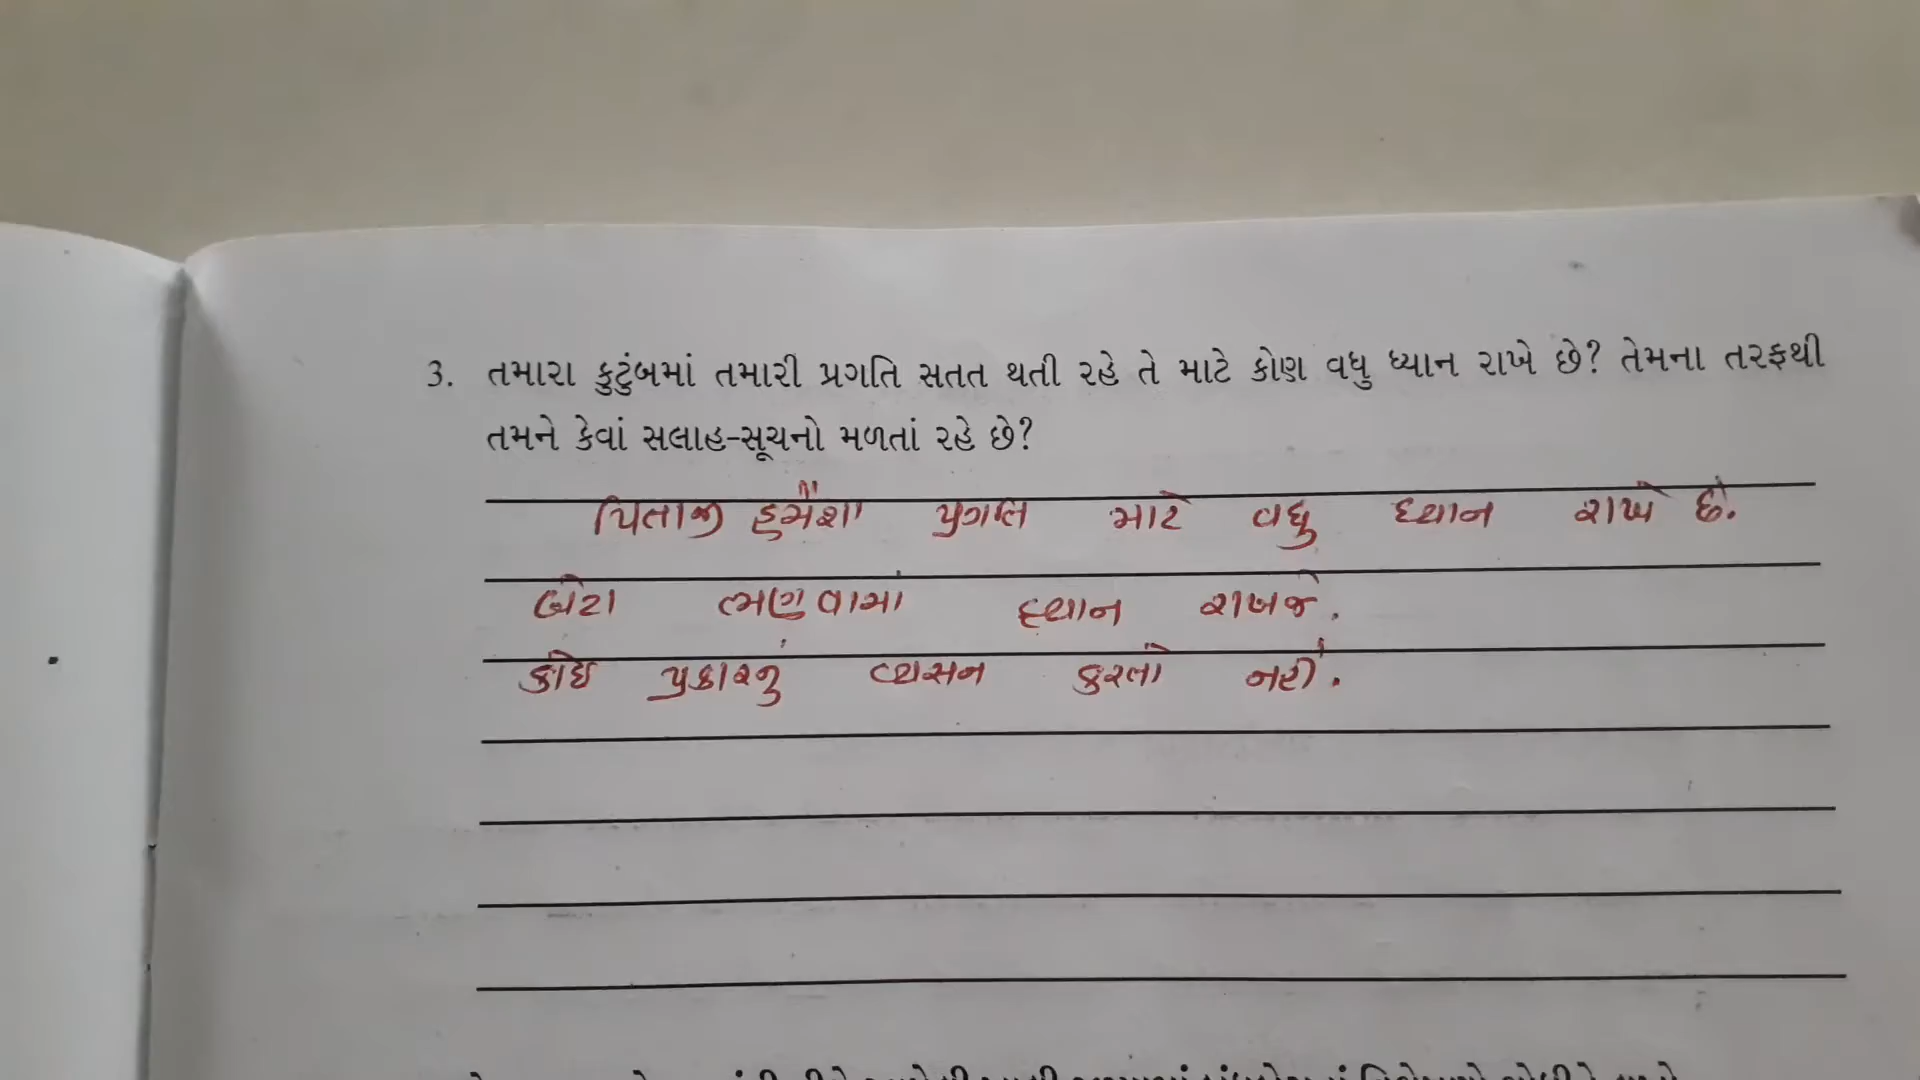 3. તમારા કુટુંબમાં તમારી પ્રગતિ સતત થતી રહે તે માટે કોણ વધુ ધ્યાન રાખે છે? તેમના તરફથી
તમને કેવાં સલાહ-સૂચનો મળતાં રહે છે?
પિતાજી હંમેશા પ્રગતિ માટે વધુ ધ્યાન રાખે છે.
બેટા ભણવામાં ધ્યાન રાખજે.
કોઈ પ્રકારનું વ્યસન કરતો નહીં.